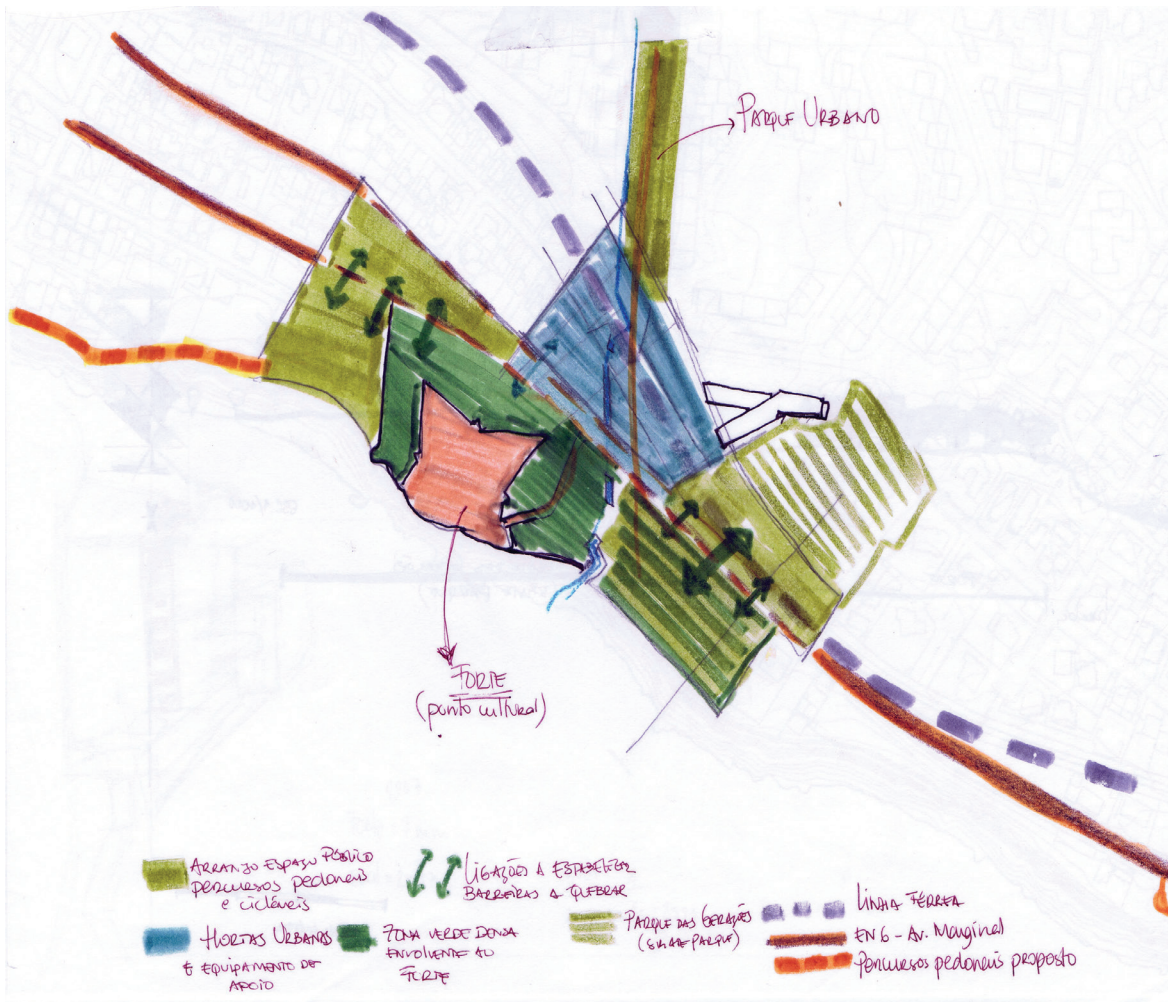 PARQUE URBANO
FORTE
(ponto cultural)
ARRANJO ESPAÇO PÚBLICO
percursos pedonais
e cicláveis
LIGAÇÕES A ESTABELECER
BARREIRAS A QUEBRAR
HORTAS URBANAS
E EQUIPAMENTO DE
APOIO
ZONA VERDE DENSA
ENVOLVENTE AO
FORTE
PARQUE DAS GERAÇÕES
(SKATE PARQUE)
LINHA FÉRREA
EN6 - Av. Marginal
Percursos pedonais proposto